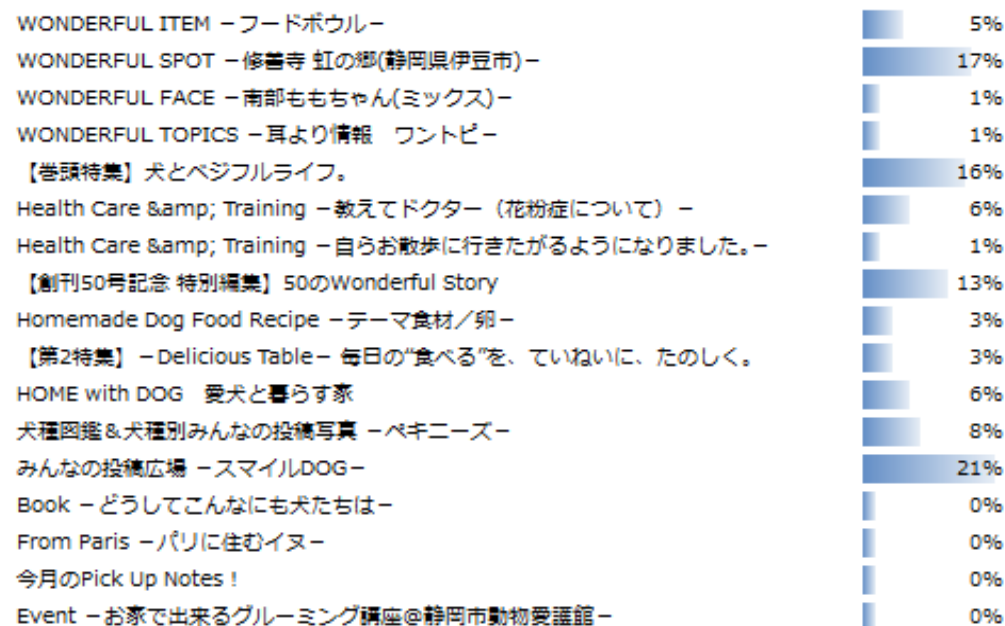 WONDERFUL ITEM －フードボウル－ 5%
WONDERFUL SPOT －修善寺 虹の郷(静岡県伊豆市)－ 17%
WONDERFUL FACE －南部ももちゃん(ミックス)－ 1%
WONDERFUL TOPICS －耳より情報　ワントピ－ 1%
【巻頭特集】犬とベジフルライフ。 16%
Health Care &amp; Training －教えてドクター（花粉症について）－ 6%
Health Care &amp; Training －自らお散歩に行きたがるようになりました。－ 1%
【創刊50号記念 特別編集】50のWonderful Story 13%
Homemade Dog Food Recipe －テーマ食材／卵－ 3%
【第2特集】－Delicious Table－ 毎日の“食べる”を、ていねいに、たのしく。 3%
HOME with DOG　愛犬と暮らす家 6%
犬種図鑑＆犬種別みんなの投稿写真 －ペキニーズ－ 8%
みんなの投稿広場 －スマイルDOG－ 21%
Book －どうしてこんなにも犬たちは－ 0%
From Paris －パリに住むイヌ－ 0%
今月のPick Up Notes！ 0%
Event －お家で出来るグルーミング講座@静岡市動物愛護館－ 0%